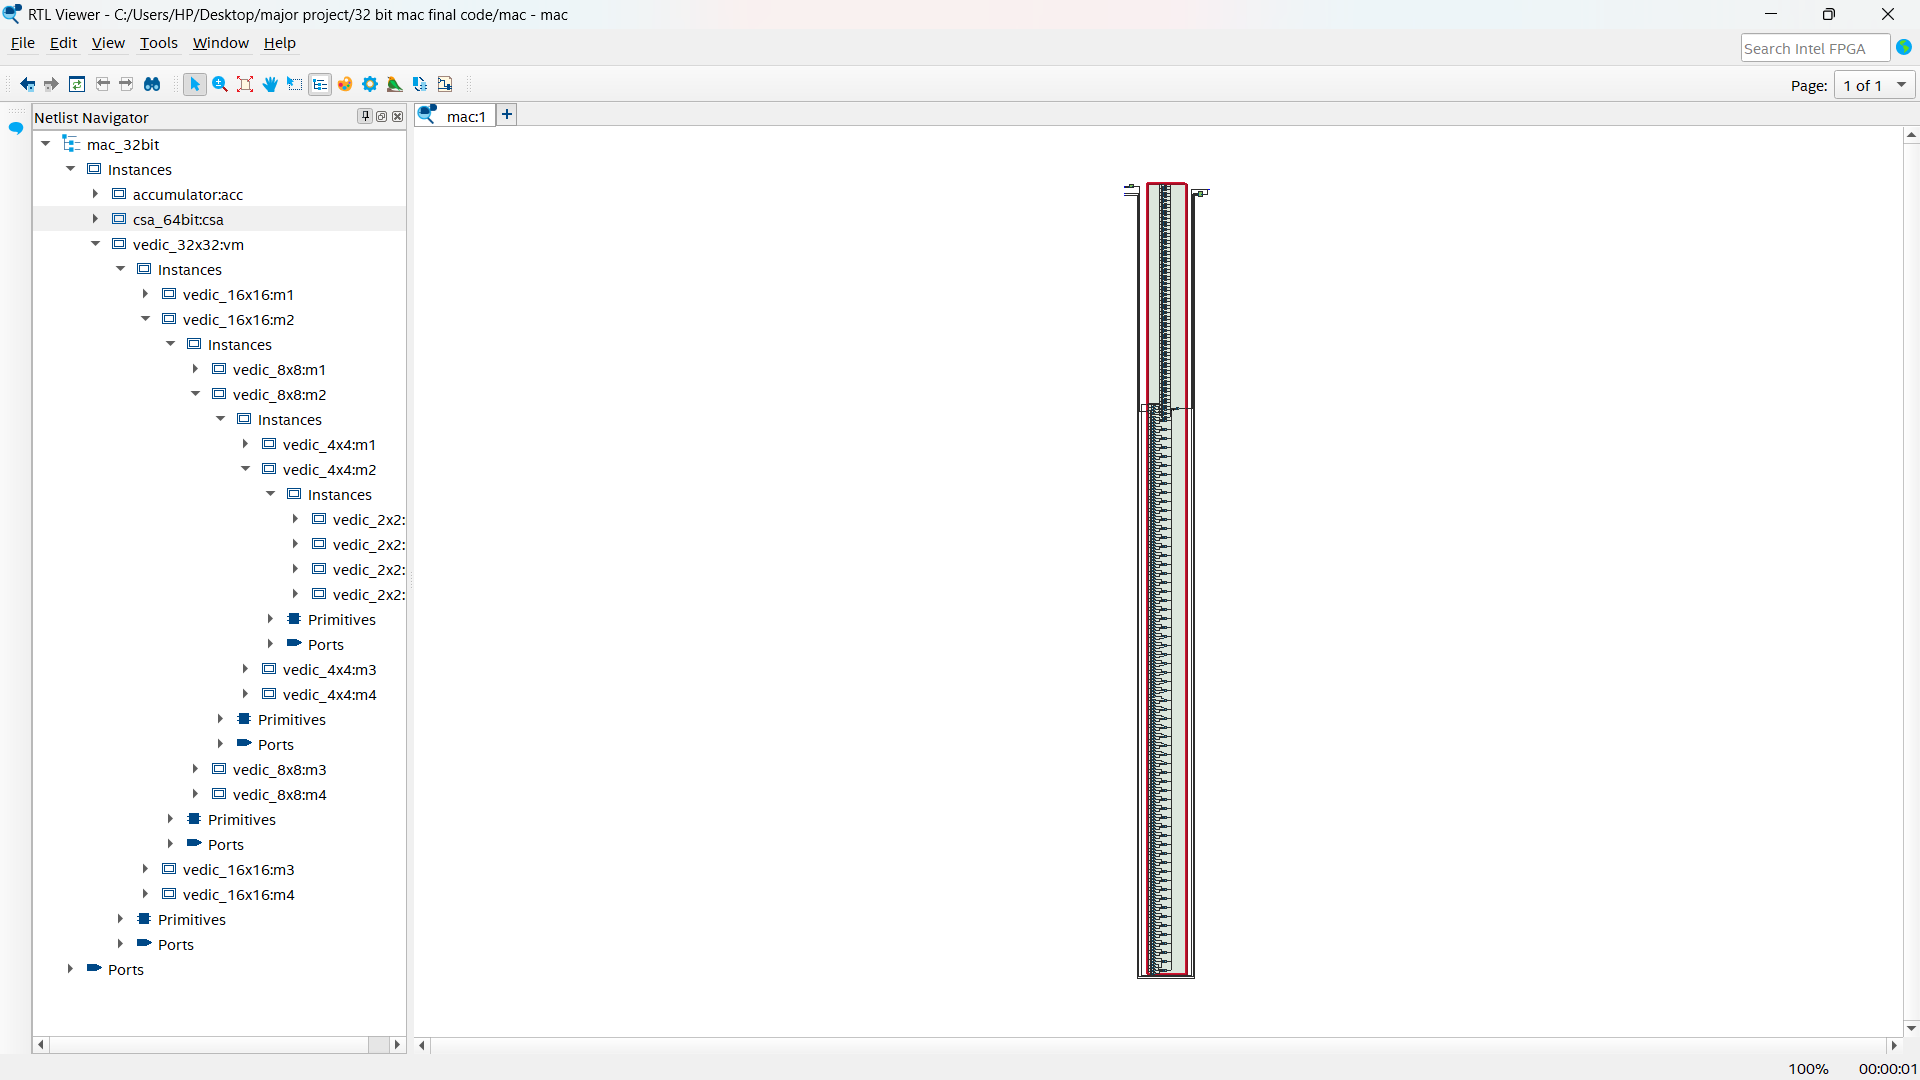 RTL Viewer - C:/Users/HP/Desktop/major project/32 bit mac final code/mac - mac
File Edit View Tools Window Help
Search Intel FPGA
Page: 1 of 1
Netlist Navigator
mac:1
mac_32bit
Instances
accumulator:acc
csa_64bit:csa
vedic_32x32:vm
Instances
vedic_16x16:m1
vedic_16x16:m2
Instances
vedic_8x8:m1
vedic_8x8:m2
Instances
vedic_4x4:m1
vedic_4x4:m2
Instances
vedic_2x2:
vedic_2x2:
vedic_2x2:
vedic_2x2:
Primitives
Ports
vedic_4x4:m3
vedic_4x4:m4
Primitives
Ports
vedic_8x8:m3
vedic_8x8:m4
Primitives
Ports
vedic_16x16:m3
vedic_16x16:m4
Primitives
Ports
Ports
100% 00:00:01